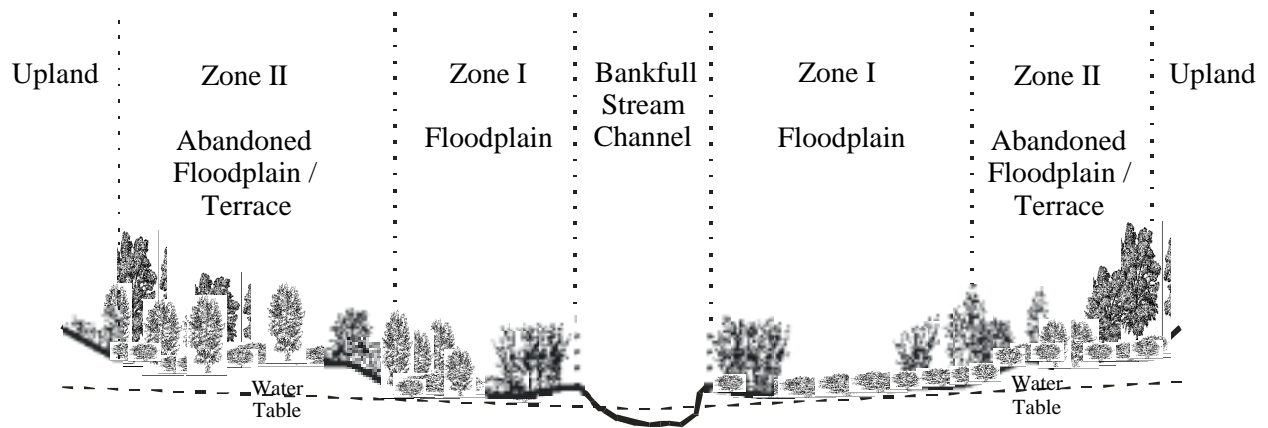 Upland
Zone II
Abandoned
Floodplain /
Terrace
Zone I
Floodplain
Bankfull
Stream
Channel
Zone I
Floodplain
Zone II
Abandoned
Floodplain /
Terrace
Upland
Water
Table
Water
Table